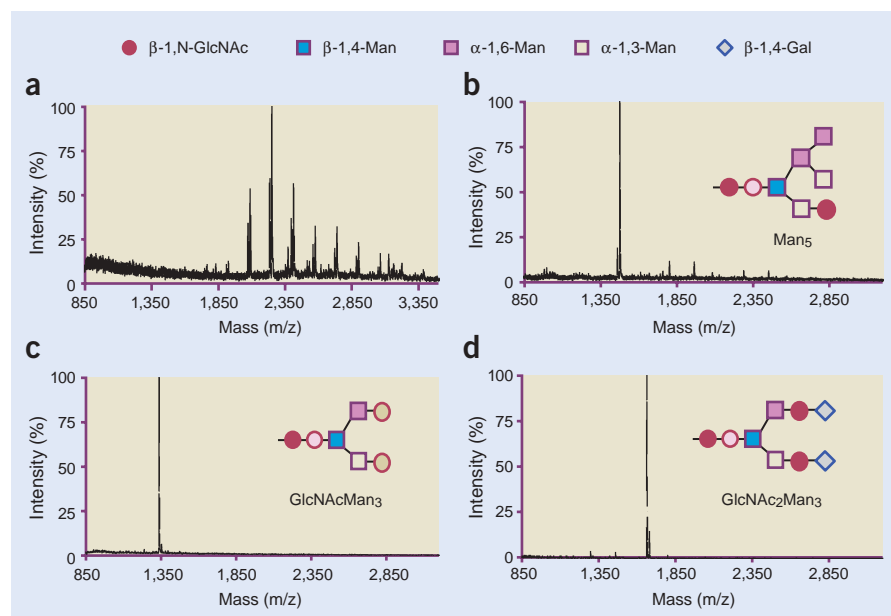 β-1,N-GlcNAc β-1,4-Man α-1,6-Man α-1,3-Man β-1,4-Gal
a
100
75
50
25
Intensity (%)
850 1,350 1,850 2,350 2,850 3,350
Mass (m/z)
b
100
75
50
25
0
Intensity (%)
Man5
850 1,350 1,850 2,350 2,850
Mass (m/z)
c
100
75
50
25
0
Intensity (%)
GlcNAcMan3
850 1,350 1,850 2,350 2,850
Mass (m/z)
d
100
75
50
25
0
Intensity (%)
GlcNAc2Man3
850 1,350 1,850 2,350 2,850
Mass (m/z)